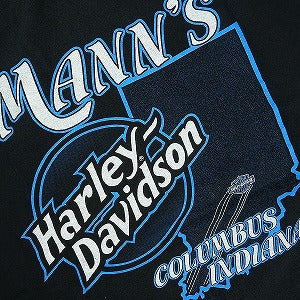 MANN'S
Harley-
Davidson
COLUMBUS
INDIANA